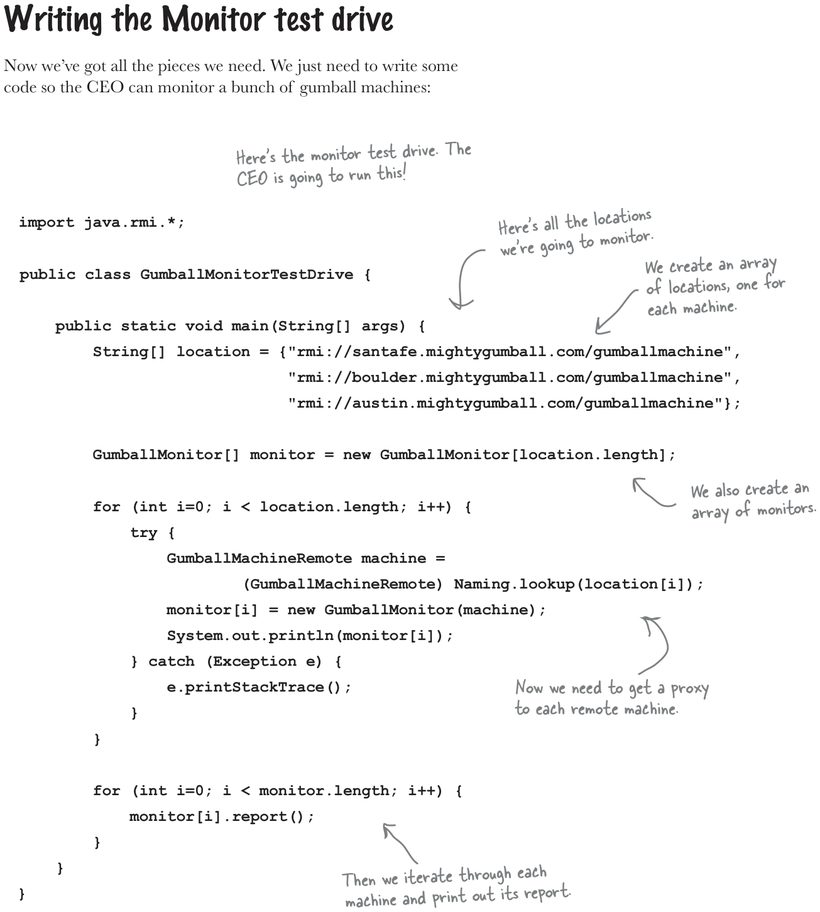 Writing the Monitor test drive
Now we've got all the pieces we need. We just need to write some
code so the CEO can monitor a bunch of gumball machines:
Here's the monitor test drive. The
CEO is going to run this!
import java.rmi.*;
Here's all the locations
we're going to monitor.
public class GumballMonitorTestDrive {
We create an array
of locations, one for
each machine.
public static void main(String[] args) {
String[] location = {"rmi://santafe.mightygumball.com/gumballmachine",
"rmi://boulder.mightygumball.com/gumballmachine",
"rmi://austin.mightygumball.com/gumballmachine"};
GumballMonitor[] monitor = new GumballMonitor[location.length];
We also create an
array of monitors.
for (int i=0; i < location.length; i++) {
try {
GumballMachineRemote machine =
(GumballMachineRemote) Naming.lookup(location[i]);
monitor[i] = new GumballMonitor(machine);
System.out.println(monitor[i]);
} catch (Exception e) {
e.printStackTrace();
Now we need to get a proxy
to each remote machine.
}
}
for (int i=0; i < monitor.length; i++) {
monitor[i].report();
}
Then we iterate through each
machine and print out its report.
}
}